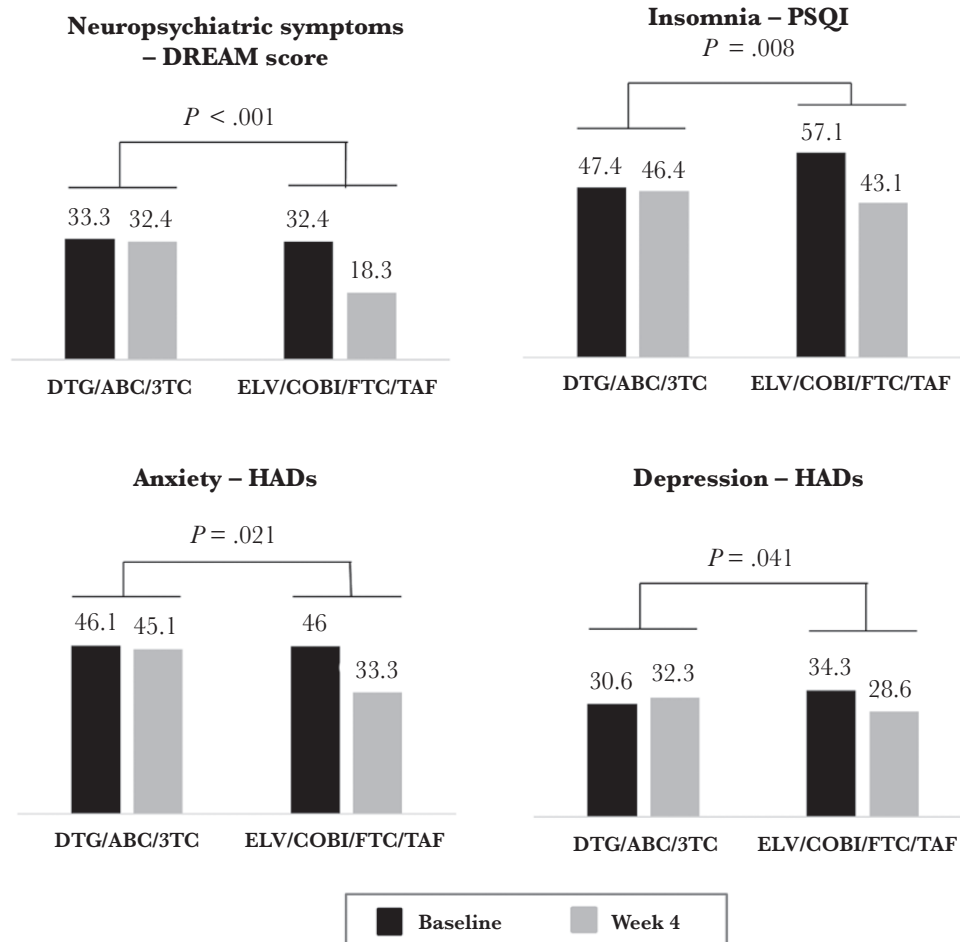 Neuropsychiatric symptoms
– DREAM score
P < .001
33.3 32.4 32.4 18.3
DTG/ABC/3TC ELV/COBI/FTC/TAF
Insomnia – PSQI
P = .008
47.4 46.4 57.1 43.1
DTG/ABC/3TC ELV/COBI/FTC/TAF
Anxiety – HADs
P = .021
46.1 45.1 46 33.3
DTG/ABC/3TC ELV/COBI/FTC/TAF
Depression – HADs
P = .041
30.6 32.3 34.3 28.6
DTG/ABC/3TC ELV/COBI/FTC/TAF
Baseline Week 4